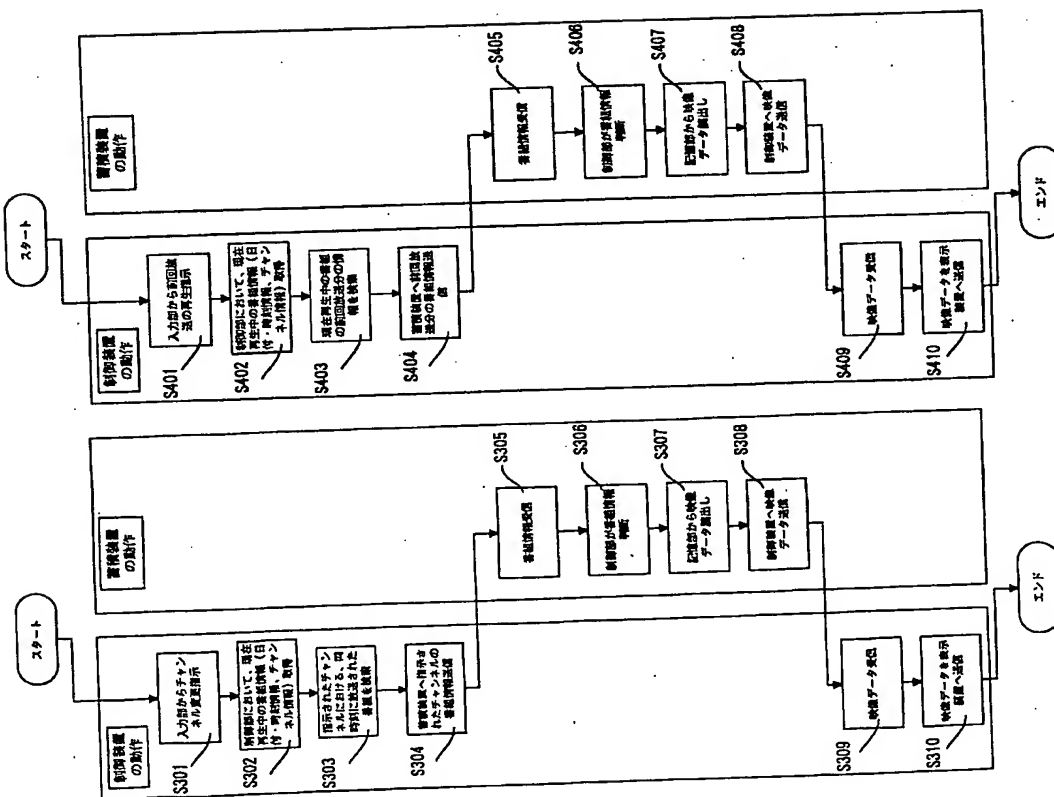 スタート
制御装置
の動作
蓄積装置
の動作
入力部からチャン
ネル変更指示
S301
制御部において、現在
再生中の番組情報(日
付・時刻情報、チャン
ネル情報)取得
S302
指示されたチャン
ネルにおける、同
時刻に放送された
番組を検索
S303
蓄積装置へ指示さ
れたチャンネルの
番組情報送信
S304
番組情報受信
S305
制御部が番組情報
判断
S306
記憶部から映像
データ読出し
S307
制御装置へ映像
データ送信
S308
映像データ受信
S309
映像データを表示
装置へ送信
S310
エンド
スタート
制御装置
の動作
蓄積装置
の動作
入力部から前回放
送の再生指示
S401
制御部において、現在
再生中の番組情報(日
付・時刻情報、チャン
ネル情報)取得
S402
現在再生中の番組
の前回放送分の情
報を検索
S403
蓄積装置へ前回放
送分の番組情報送
信
S404
番組情報受信
S405
制御部が番組情報
判断
S406
記憶部から映像
データ読出し
S407
制御装置へ映像
データ送信
S408
映像データ受信
S409
映像データを表示
装置へ送信
S410
エンド